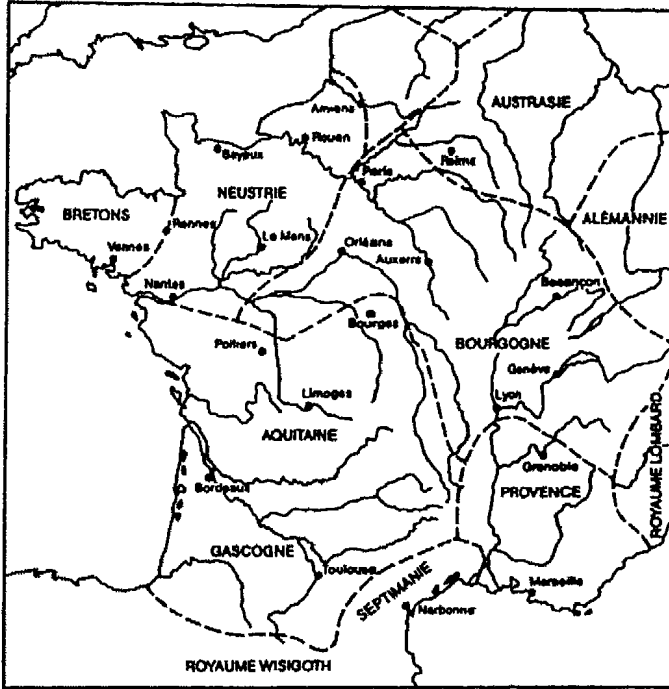 AUSTRASIE
Amiens
Rouen
Bayeux
Reims
Paris
NEUSTRIE
BRETONS
ALÉMANNIE
Rennes
Le Mans
Orléans
Vannes
Auxerre
Nantes
Besançon
Bourges
BOURGOGNE
Poitiers
Genève
Limoges
Lyon
AQUITAINE
ROYAUME LOMBARD
Grenoble
Bordeaux
PROVENCE
GASCOGNE
Toulouse
SEPTIMANIE
Marseille
Narbonne
ROYAUME WISIGOTH